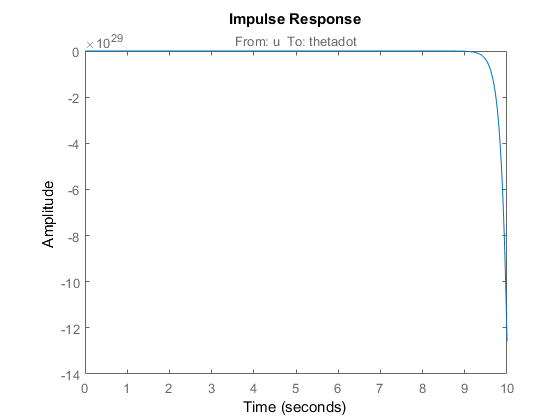 Impulse Response
From: u To: thetadot
×10^29
0
-2
-4
-6
-8
-10
-12
-14
Amplitude
0 1 2 3 4 5 6 7 8 9 10
Time (seconds)